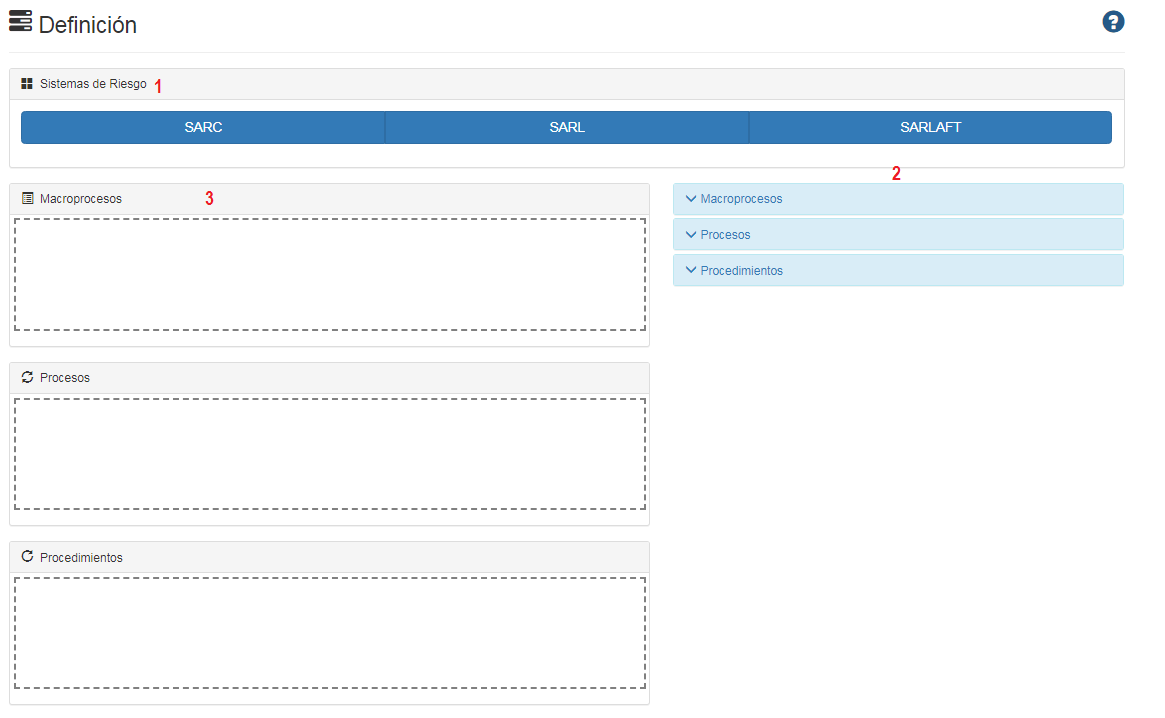 Definición
?
Sistemas de Riesgo 1
SARC SARL SARLAFT
2
Macroprocesos 3
Procesos
Procedimientos
Macroprocesos
Procesos
Procedimientos